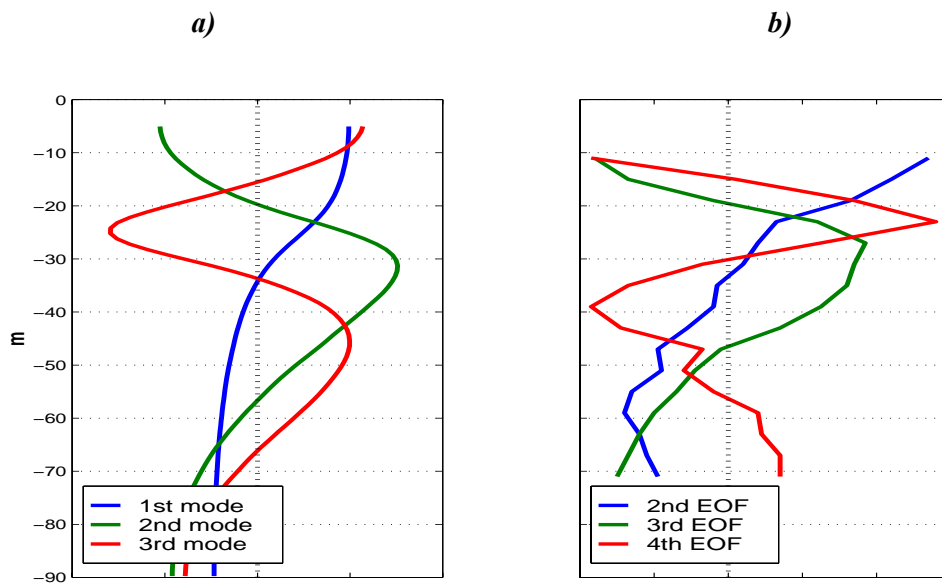 a)
b)
0
−10
−20
−30
−40
−50
−60
−70
−80
−90
m
1st mode
2nd mode
3rd mode
2nd EOF
3rd EOF
4th EOF